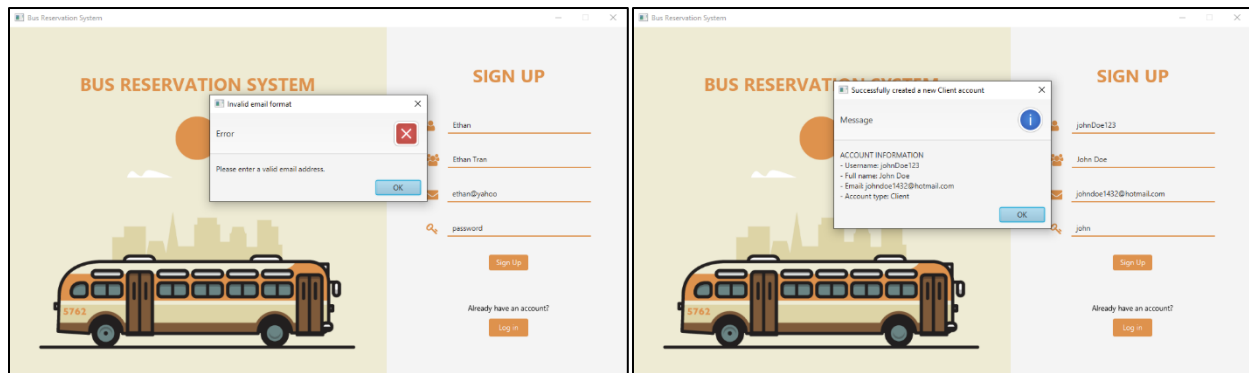 Bus Reservation System
BUS RESERVATION SYSTEM
Invalid email format
Error
Please enter a valid email address.
OK
5762
SIGN UP
Ethan
Ethan Tran
ethan@yahoo
password
Sign Up
Already have an account?
Log in
Bus Reservation System
BUS RESERVATION SYSTEM
Successfully created a new Client account
Message
ACCOUNT INFORMATION
- Username: johnDoe123
- Full name: John Doe
- Email: johndoe1432@hotmail.com
- Account type: Client
OK
5762
SIGN UP
johnDoe123
John Doe
johndoe1432@hotmail.com
john
Sign Up
Already have an account?
Log in